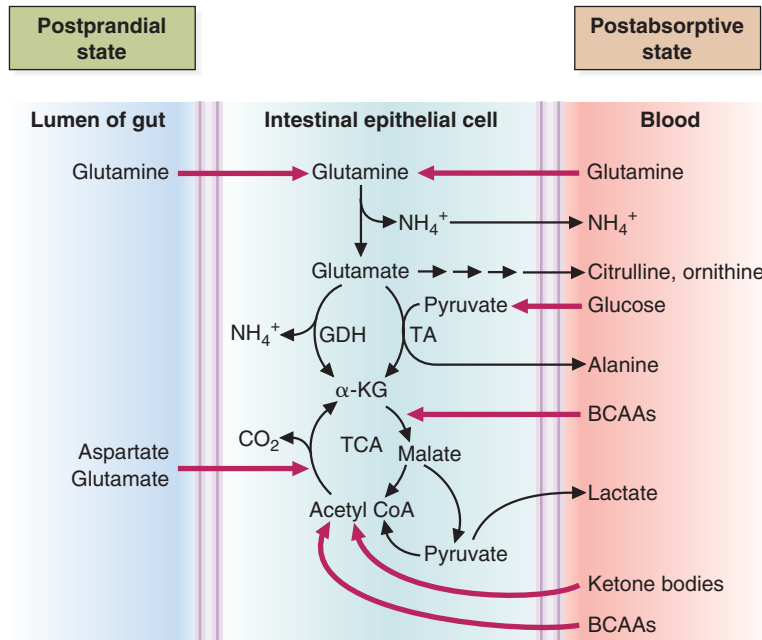 Postprandial
state
Postabsorptive
state
Lumen of gut
Intestinal epithelial cell
Blood
Glutamine
Glutamine
Glutamine
NH₄⁺
NH₄⁺
Glutamate
Citrulline, ornithine
Pyruvate
Glucose
NH₄⁺
GDH
TA
Alanine
α-KG
BCAAs
CO₂
TCA
Malate
Aspartate
Glutamate
Acetyl CoA
Lactate
Pyruvate
Ketone bodies
BCAAs